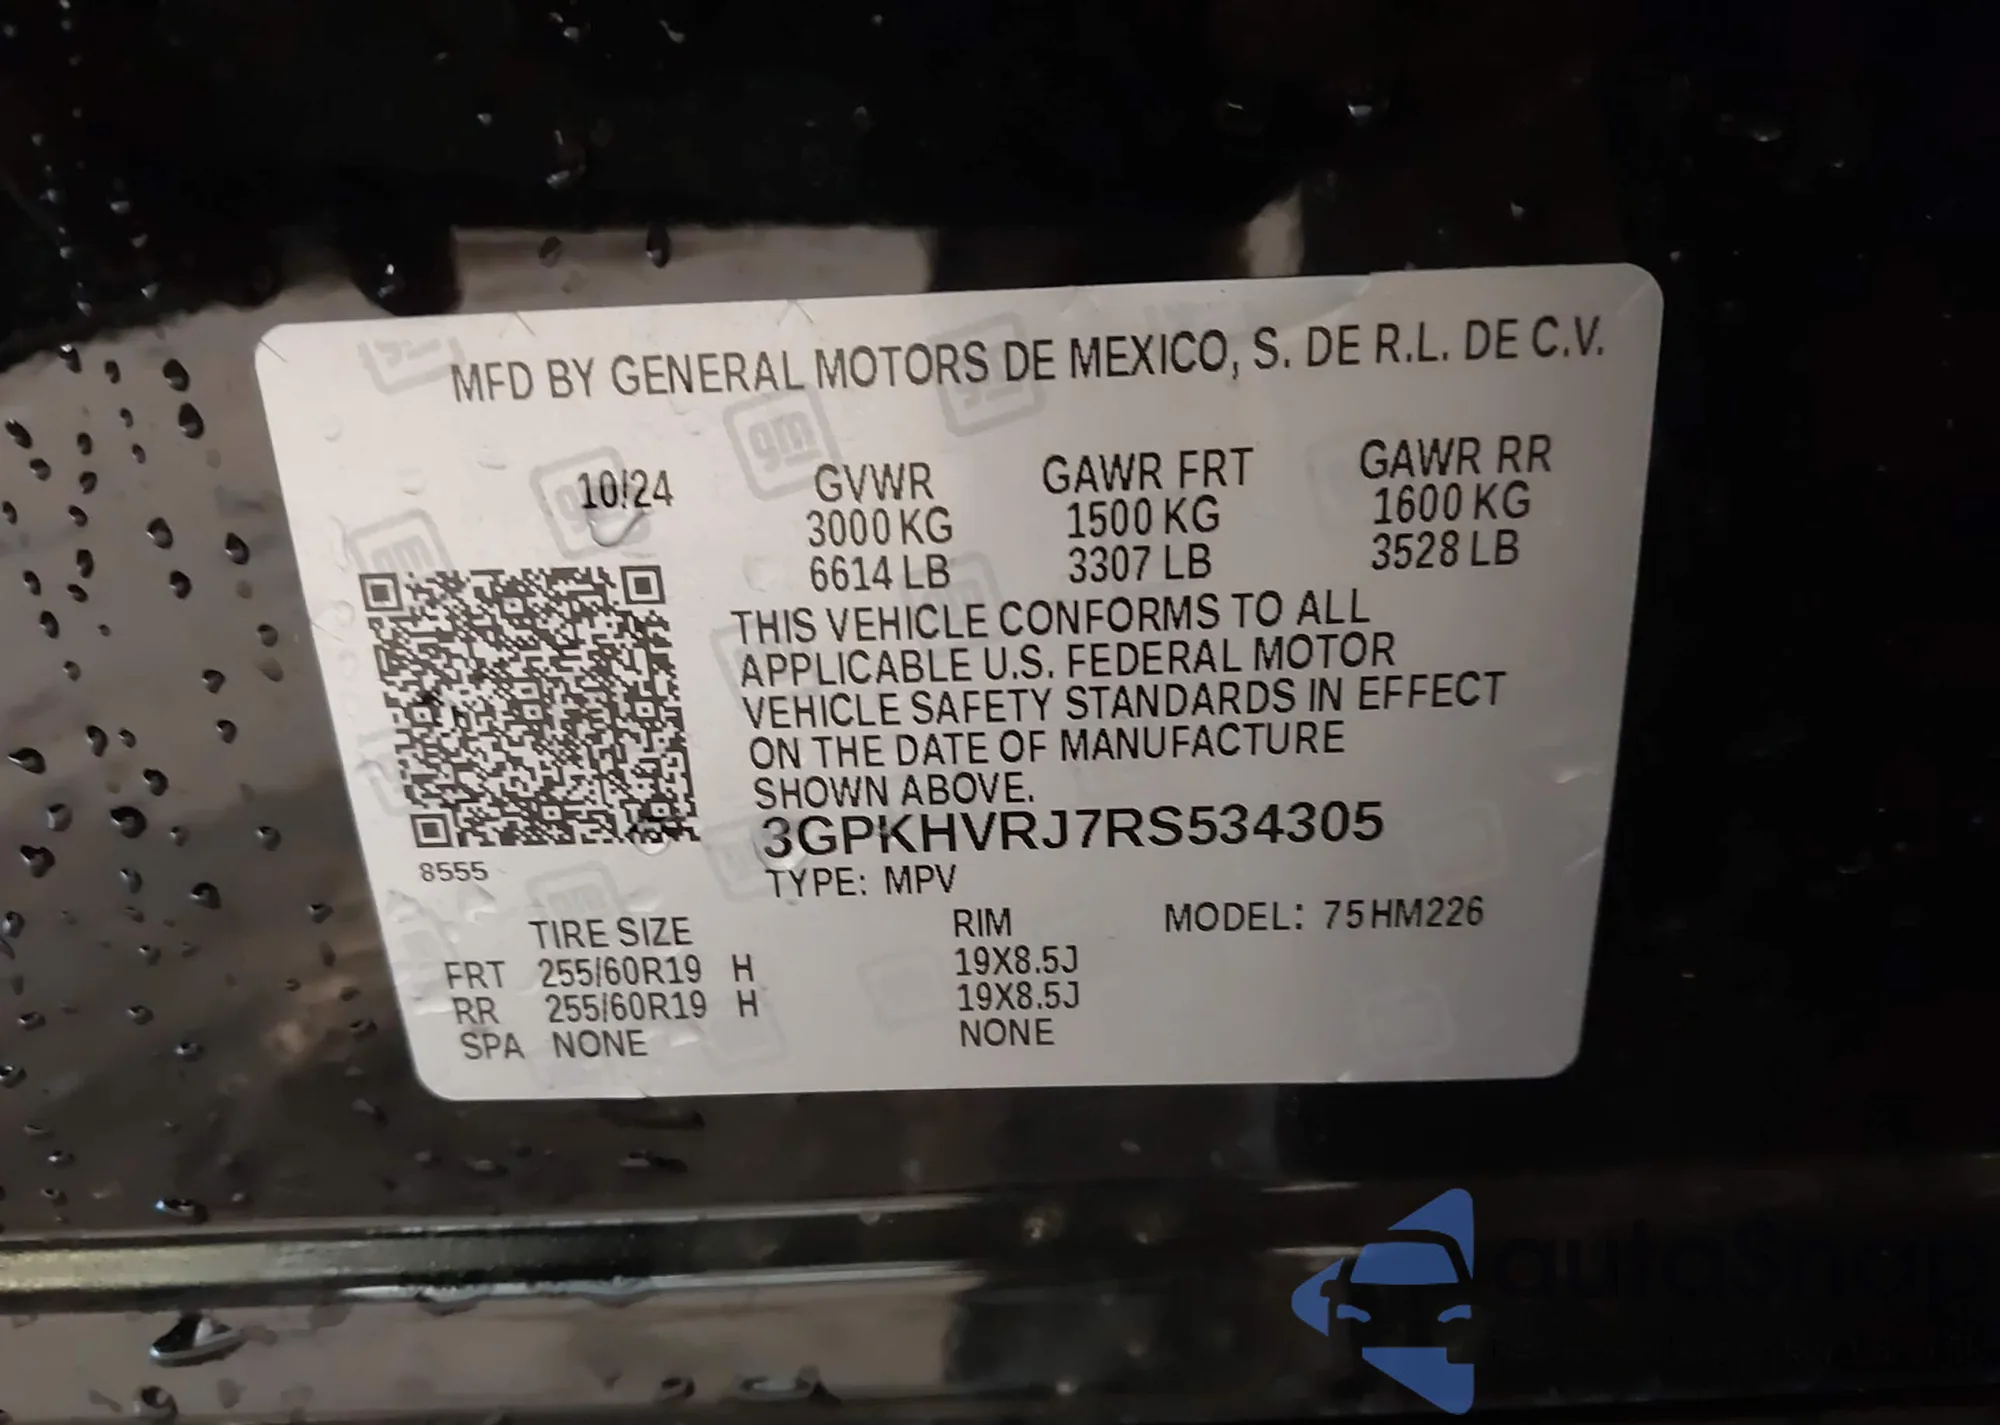 MFD BY GENERAL MOTORS DE MEXICO, S. DE R.L. DE C.V.
10/24
GVWR GAWR FRT GAWR RR
3000 KG 1500 KG 1600 KG
6614 LB 3307 LB 3528 LB
THIS VEHICLE CONFORMS TO ALL
APPLICABLE U.S. FEDERAL MOTOR
VEHICLE SAFETY STANDARDS IN EFFECT
ON THE DATE OF MANUFACTURE
SHOWN ABOVE.
3GPKHVRJ7RS534305
8555
TYPE: MPV
TIRE SIZE RIM MODEL: 75HM226
FRT 255/60R19 H 19X8.5J
RR 255/60R19 H 19X8.5J
SPA NONE NONE
gm
autoSnap